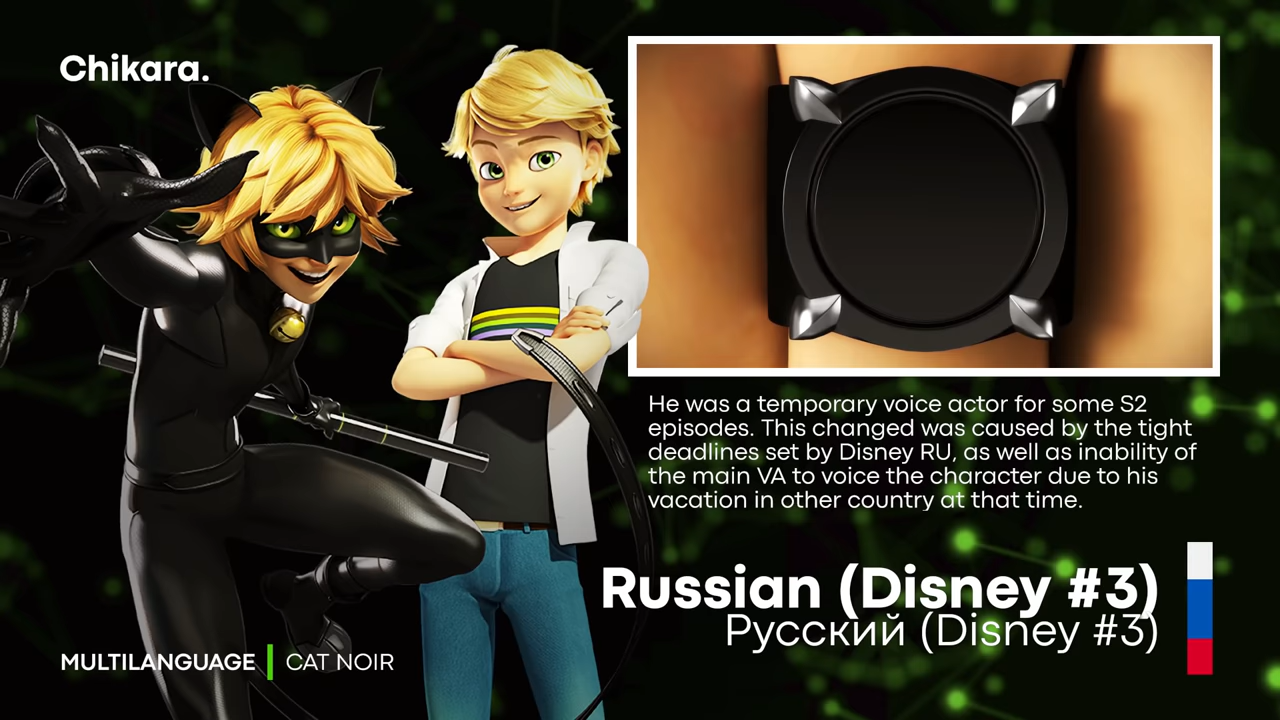 Chikara.
He was a temporary voice actor for some S2
episodes. This changed was caused by the tight
deadlines set by Disney RU, as well as inability of
the main VA to voice the character due to his
vacation in other country at that time.
Russian (Disney #3)
Русский (Disney #3)
MULTILANGUAGE | CAT NOIR